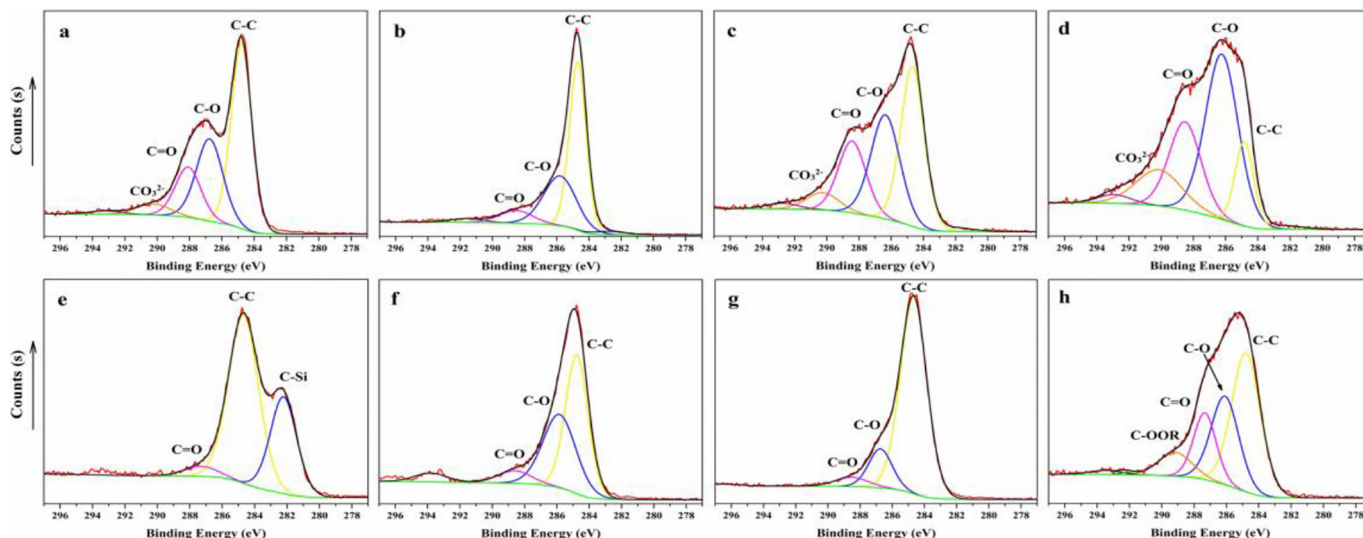 a
C-C
C-O
C=O
CO₃²⁻
Counts (s)
296 294 292 290 288 286 284 282 280 278
Binding Energy (eV)
b
C-C
C-O
C=O
296 294 292 290 288 286 284 282 280 278
Binding Energy (eV)
c
C-C
C-O
C=O
CO₃²⁻
296 294 292 290 288 286 284 282 280 278
Binding Energy (eV)
d
C-O
C=O
C-C
CO₃²⁻
296 294 292 290 288 286 284 282 280 278
Binding Energy (eV)
e
C-C
C-Si
C=O
Counts (s)
296 294 292 290 288 286 284 282 280 278
Binding Energy (eV)
f
C-C
C-O
C=O
296 294 292 290 288 286 284 282 280 278
Binding Energy (eV)
g
C-C
C-O
C=O
296 294 292 290 288 286 284 282 280 278
Binding Energy (eV)
h
C-O
C-C
C=O
C-OOR
296 294 292 290 288 286 284 282 280 278
Binding Energy (eV)